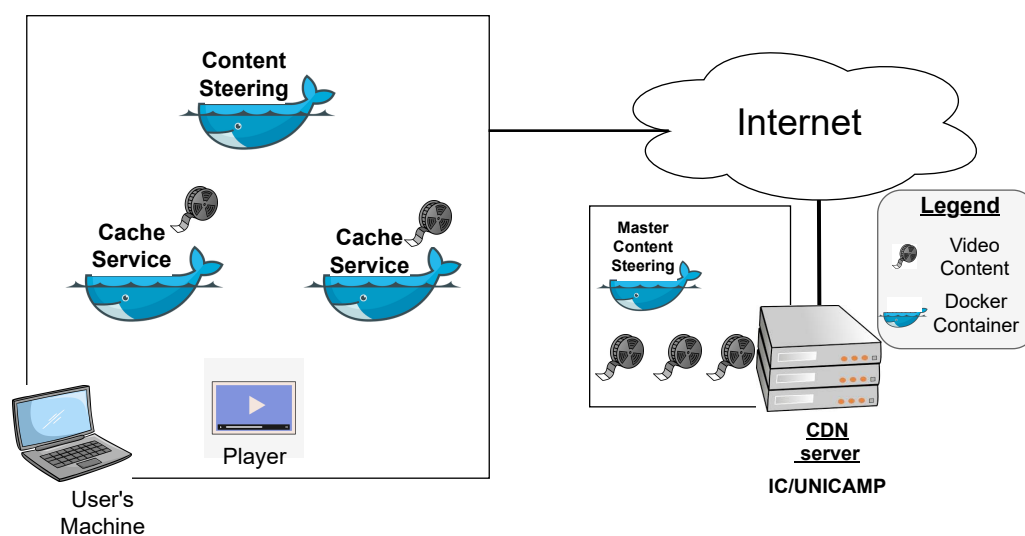 Content
Steering
Cache
Service
Cache
Service
Player
User's
Machine
Internet
Master
Content
Steering
CDN
server
IC/UNICAMP
Legend
Video
Content
Docker
Container